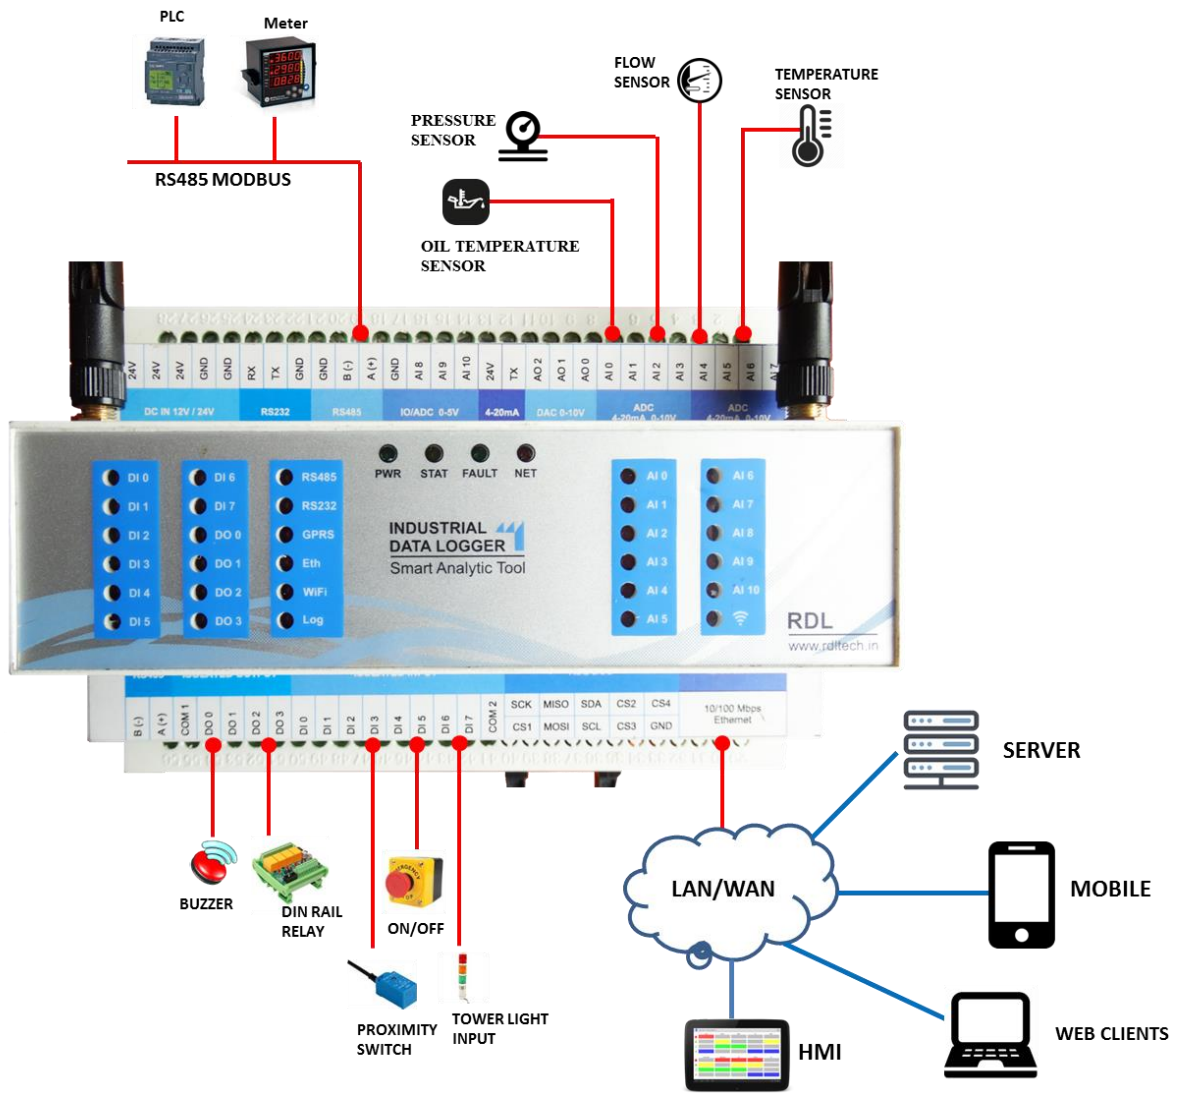 PLC
Meter
FLOW
SENSOR
TEMPERATURE
SENSOR
PRESSURE
SENSOR
RS485 MODBUS
OIL TEMPERATURE
SENSOR
24V 24V 24V GND GND RX TX GND GND B (-) A (+) GND AI 8 AI 9 AI 10 24V TX AO 2 AO 1 AO 0 AI 0 AI 1 AI 2 AI 3 AI 4 AI 5 AI 6 AI 7
DC IN 12V / 24V RS232 RS485 IO/ADC 0-5V 4-20mA DAC 0-10V ADC ADC
4-20mA 0-10V 4-20mA 0-10V
PWR STAT FAULT NET
DI 0 DI 6 RS485 AI 0 AI 6
DI 1 DI 7 RS232 AI 1 AI 7
DI 2 DO 0 GPRS AI 2 AI 8
DI 3 DO 1 Eth AI 3 AI 9
DI 4 DO 2 WiFi AI 4 AI 10
DI 5 DO 3 Log AI 5
INDUSTRIAL
DATA LOGGER
Smart Analytic Tool
RDL
www.rdltech.in
B (-) A (+) COM 1 DO 0 DO 1 DO 2 DO 3 DI 0 DI 1 DI 2 DI 3 DI 4 DI 5 DI 6 DI 7 COM 2
SCK MISO SDA CS2 CS4
CS1 MOSI SCL CS3 GND
10/100 Mbps
Ethernet
SERVER
BUZZER
DIN RAIL
RELAY
ON/OFF
LAN/WAN
MOBILE
PROXIMITY
SWITCH
TOWER LIGHT
INPUT
HMI
WEB CLIENTS